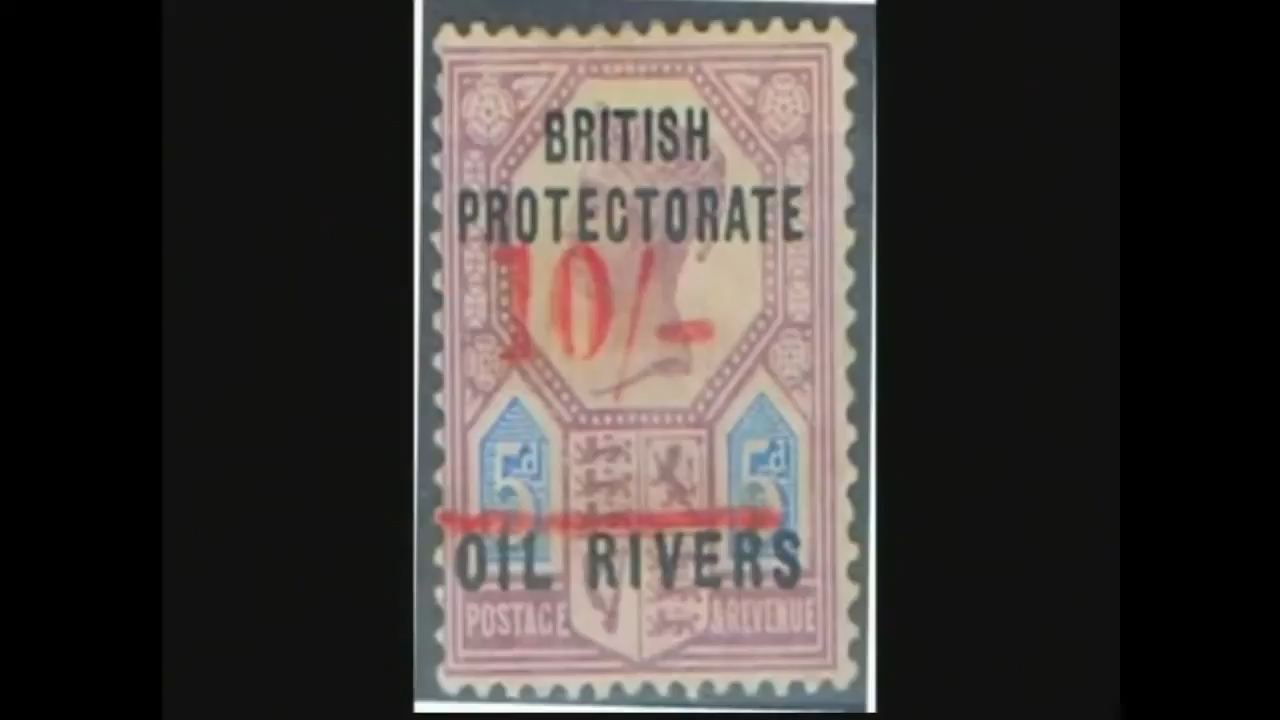 BRITISH
PROTECTORATE
10/-
5d 5d
OIL RIVERS
POSTAGE & REVENUE